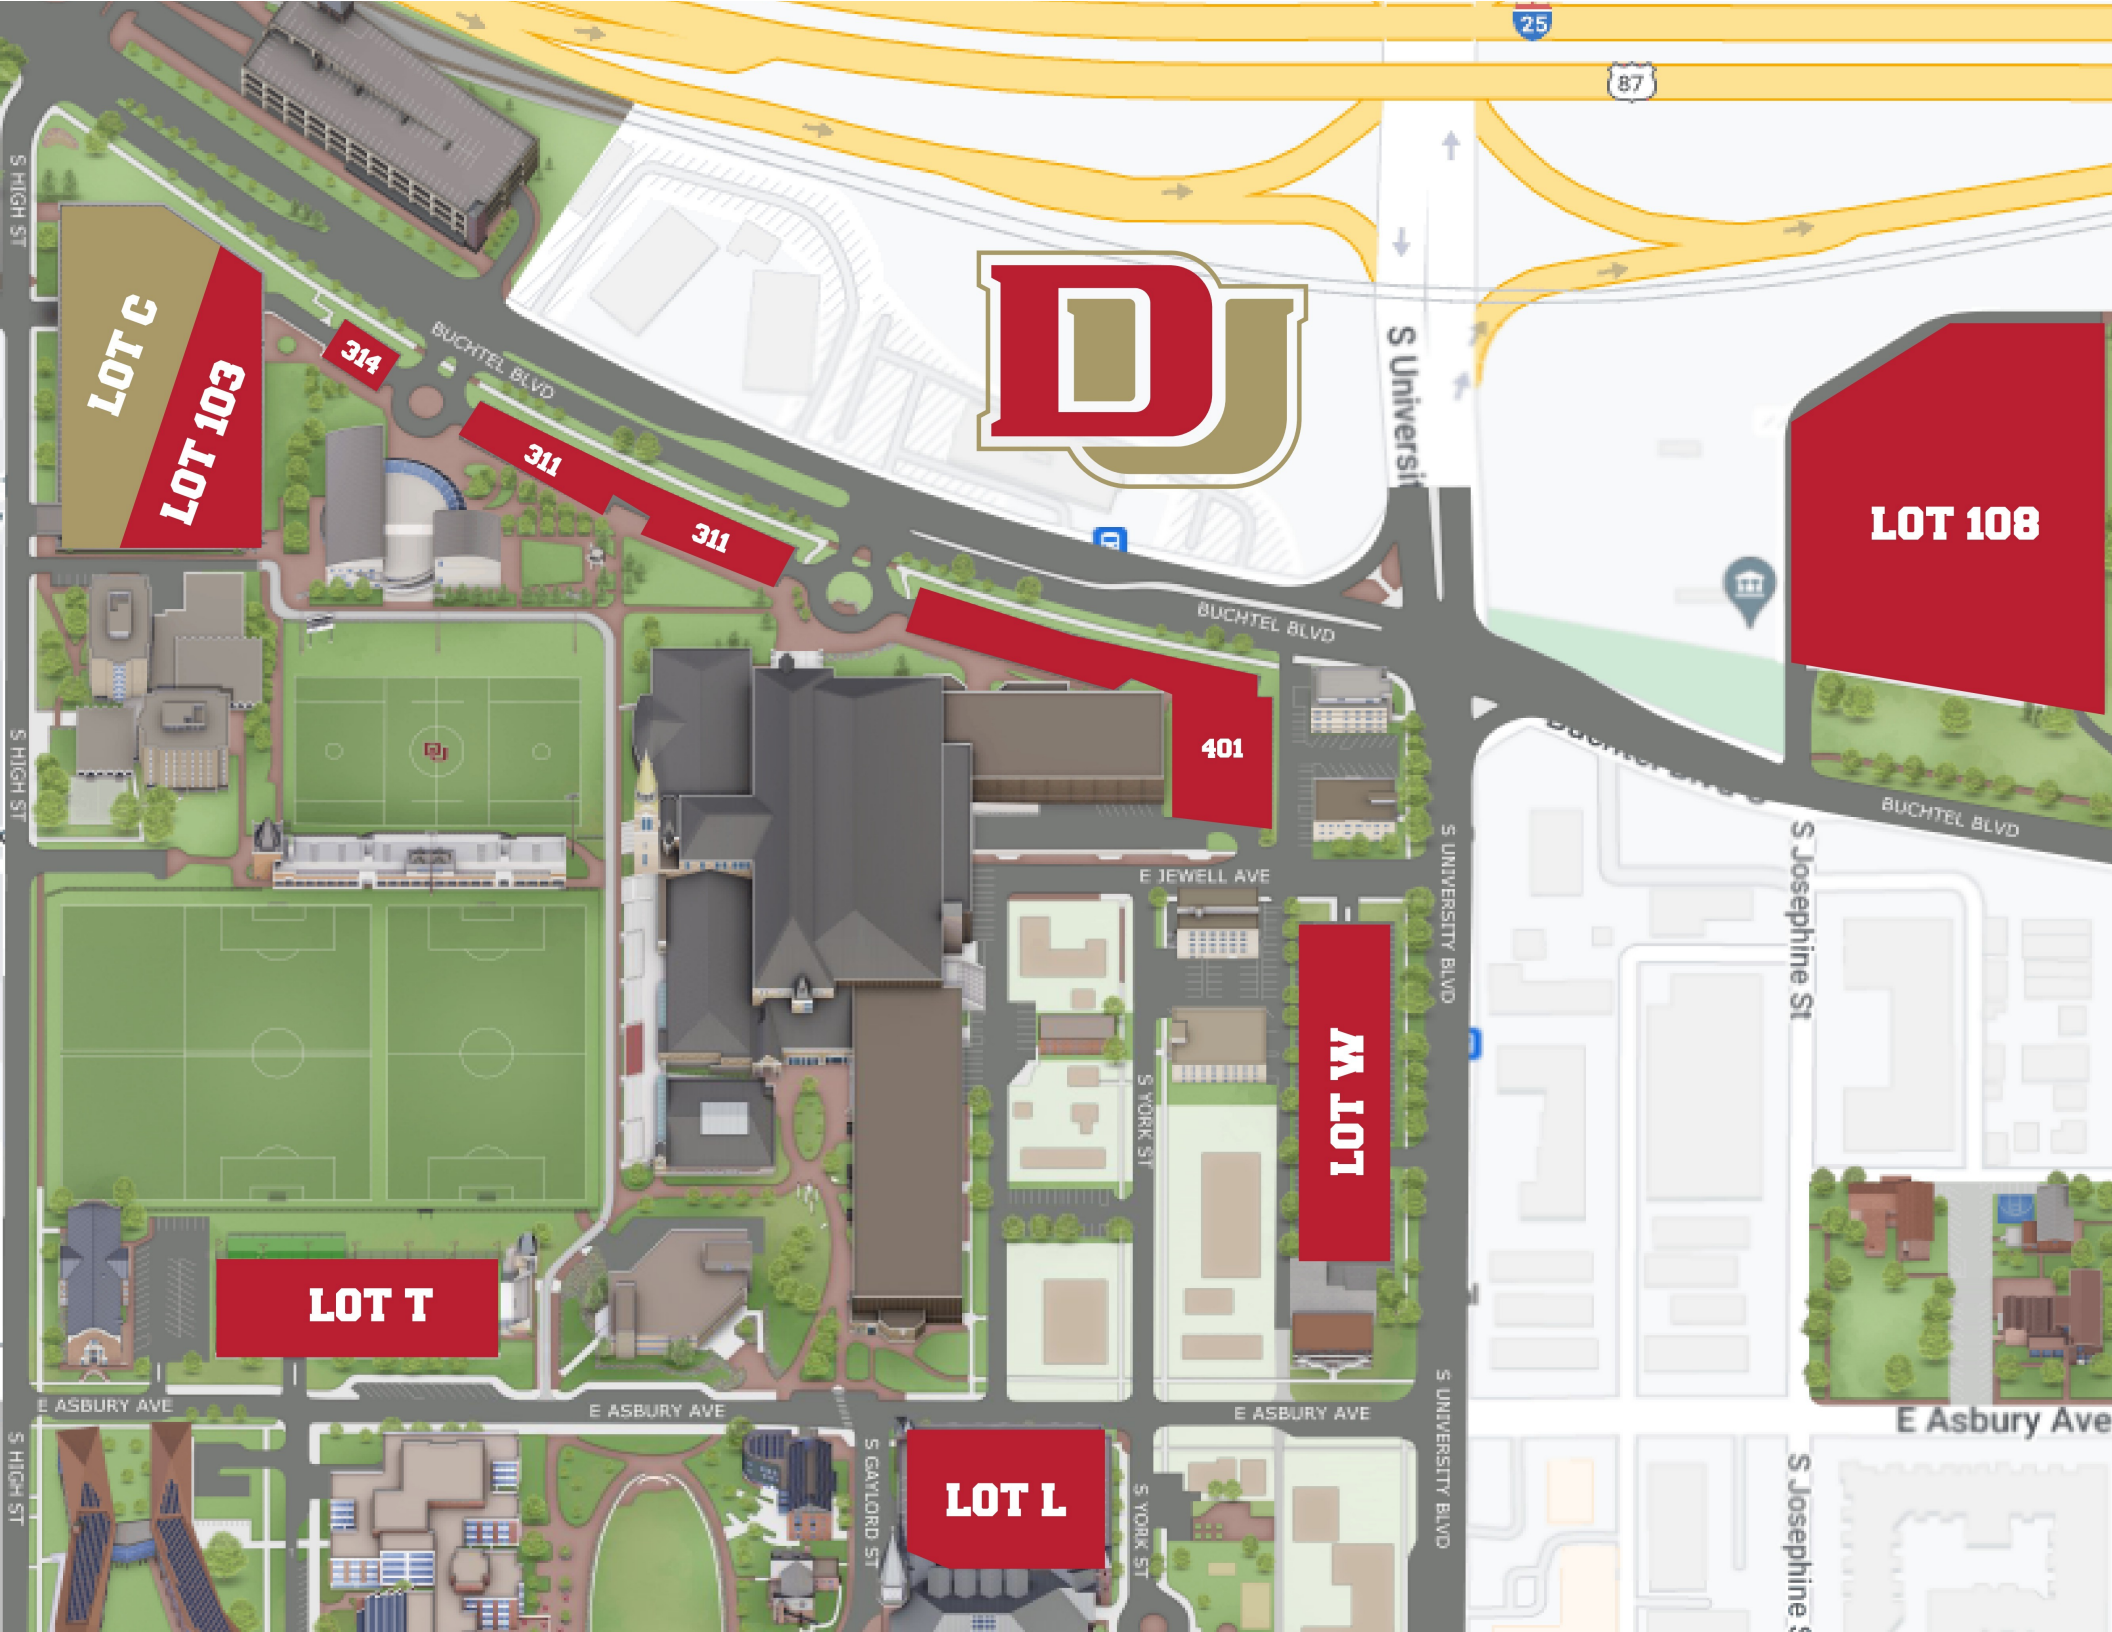 25
87
S HIGH ST
LOT C
LOT 103
314
BUCHTEL BLVD
311
311
DU
S Universit
LOT 108
BUCHTEL BLVD
401
S HIGH ST
BUCHTEL BLVD
E JEWELL AVE
S UNIVERSITY BLVD
S Josephine St
LOT W
S YORK ST
LOT T
E ASBURY AVE
E ASBURY AVE
E ASBURY AVE
S UNIVERSITY BLVD
E Asbury Ave
S HIGH ST
S GAYLORD ST
LOT L
S YORK ST
S Josephine S